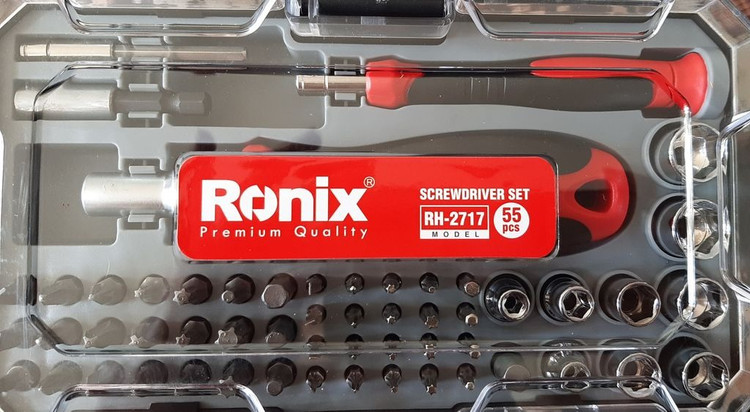 Ronix®
Premium Quality
SCREWDRIVER SET
RH-2717
MODEL
55
pcs